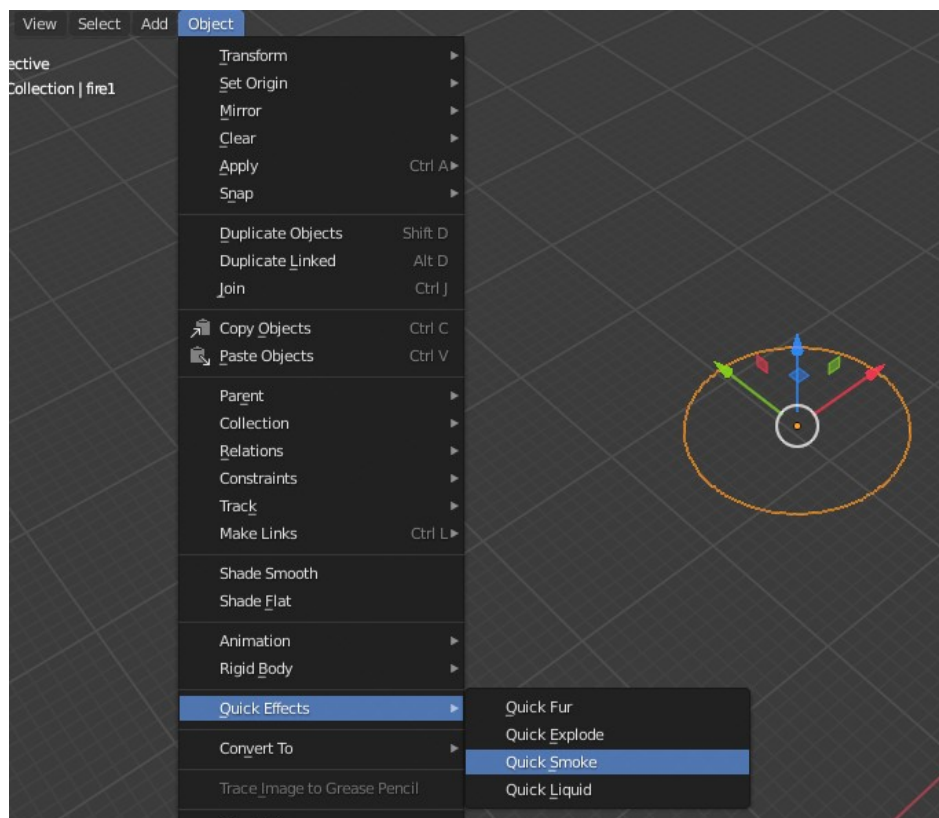 View Select Add Object
ective
Collection | fire1
Transform
Set Origin
Mirror
Clear
Apply Ctrl A
Snap
Duplicate Objects Shift D
Duplicate Linked Alt D
Join Ctrl J
Copy Objects Ctrl C
Paste Objects Ctrl V
Parent
Collection
Relations
Constraints
Track
Make Links Ctrl L
Shade Smooth
Shade Flat
Animation
Rigid Body
Quick Effects
Quick Fur
Quick Explode
Quick Smoke
Quick Liquid
Convert To
Trace Image to Grease Pencil